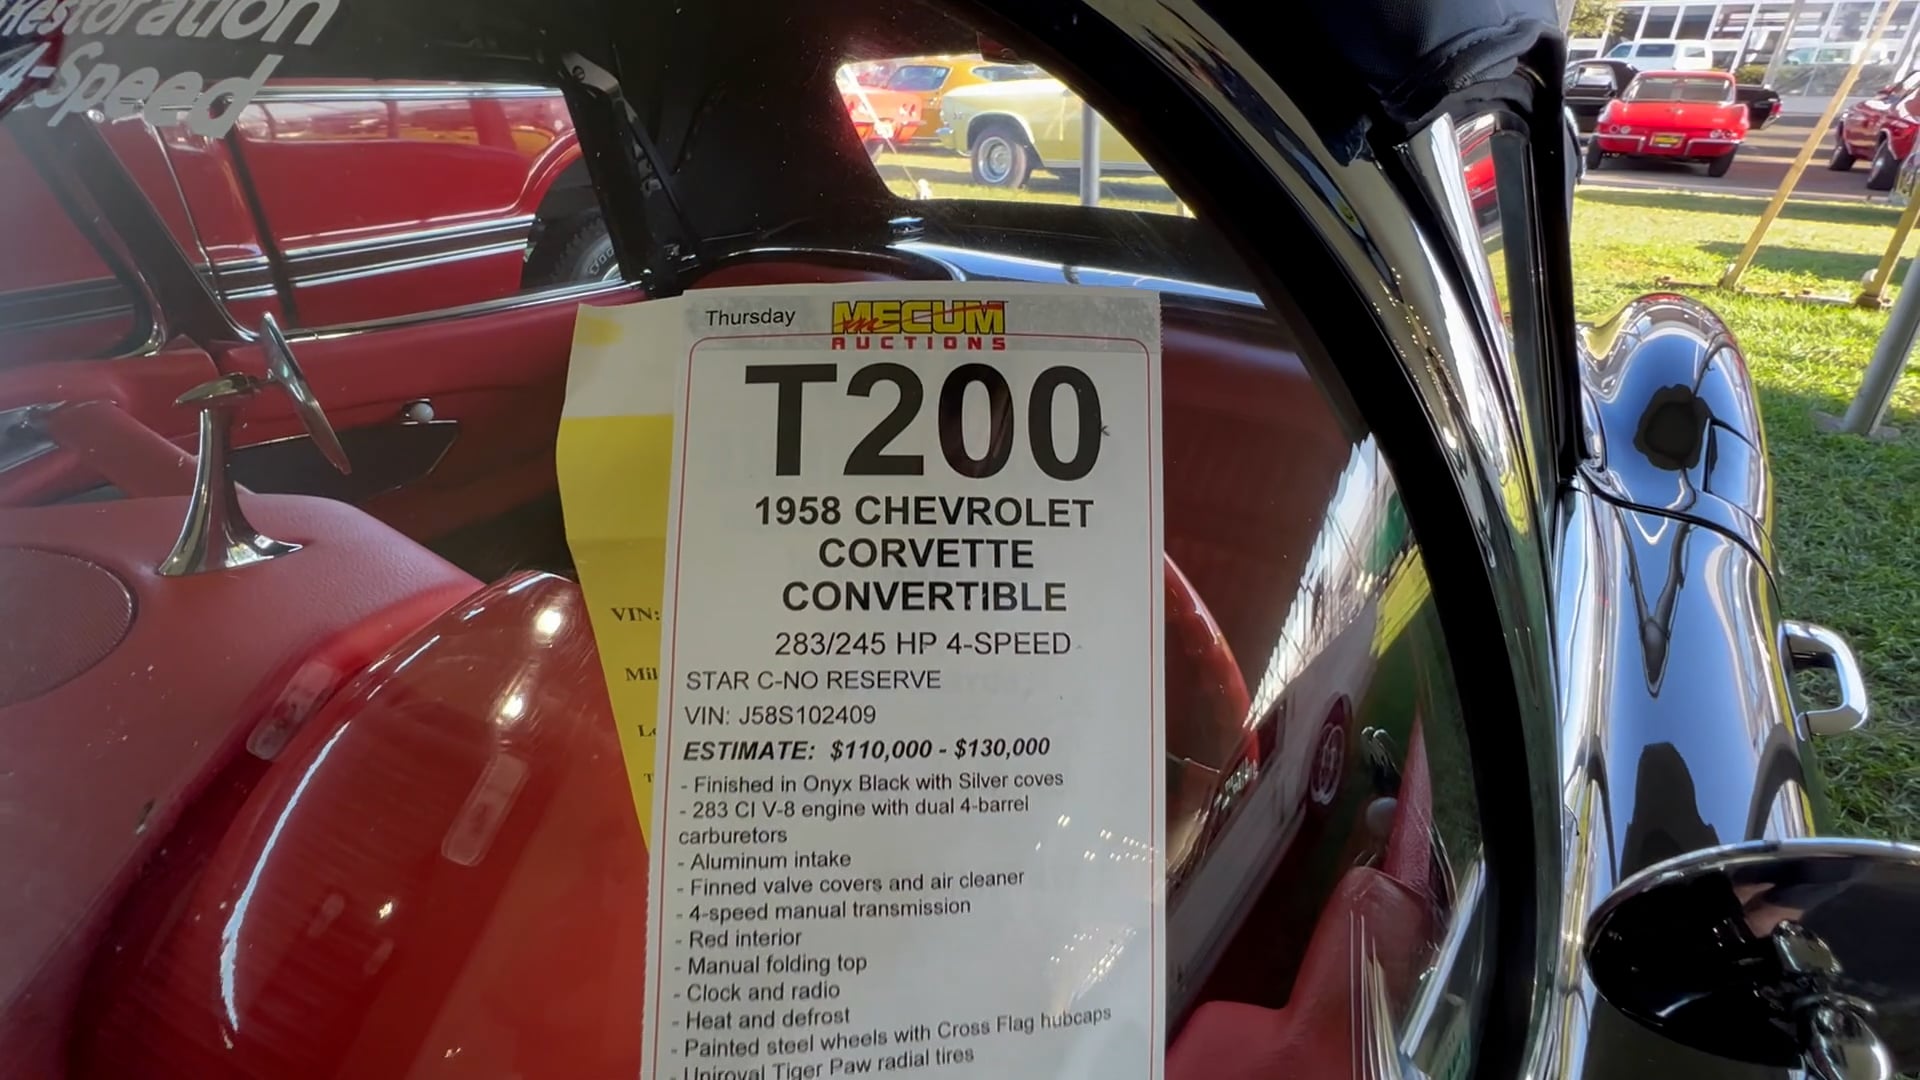 Restoration
4-Speed
Thursday
MECUM
AUCTIONS
T200
1958 CHEVROLET
CORVETTE
CONVERTIBLE
283/245 HP 4-SPEED
STAR C-NO RESERVE
VIN: J58S102409
ESTIMATE: $110,000 - $130,000
- Finished in Onyx Black with Silver coves
- 283 CI V-8 engine with dual 4-barrel
carburetors
- Aluminum intake
- Finned valve covers and air cleaner
- 4-speed manual transmission
- Red interior
- Manual folding top
- Clock and radio
- Heat and defrost
- Painted steel wheels with Cross Flag hubcaps
- Uniroyal Tiger Paw radial tires
VIN: